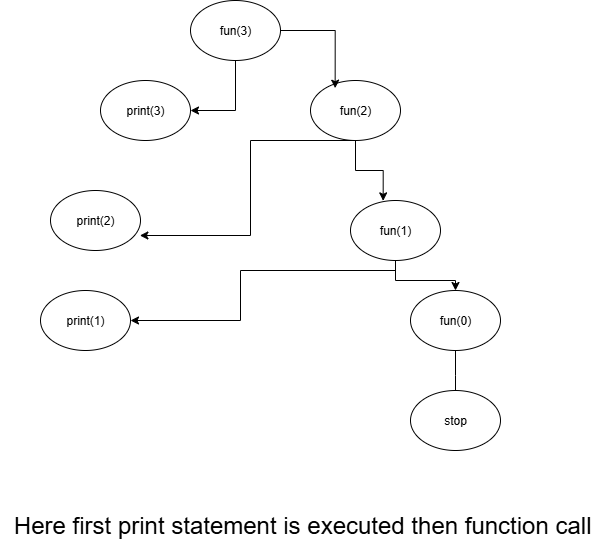 fun(3)
print(3)
fun(2)
print(2)
fun(1)
print(1)
fun(0)
stop
Here first print statement is executed then function call